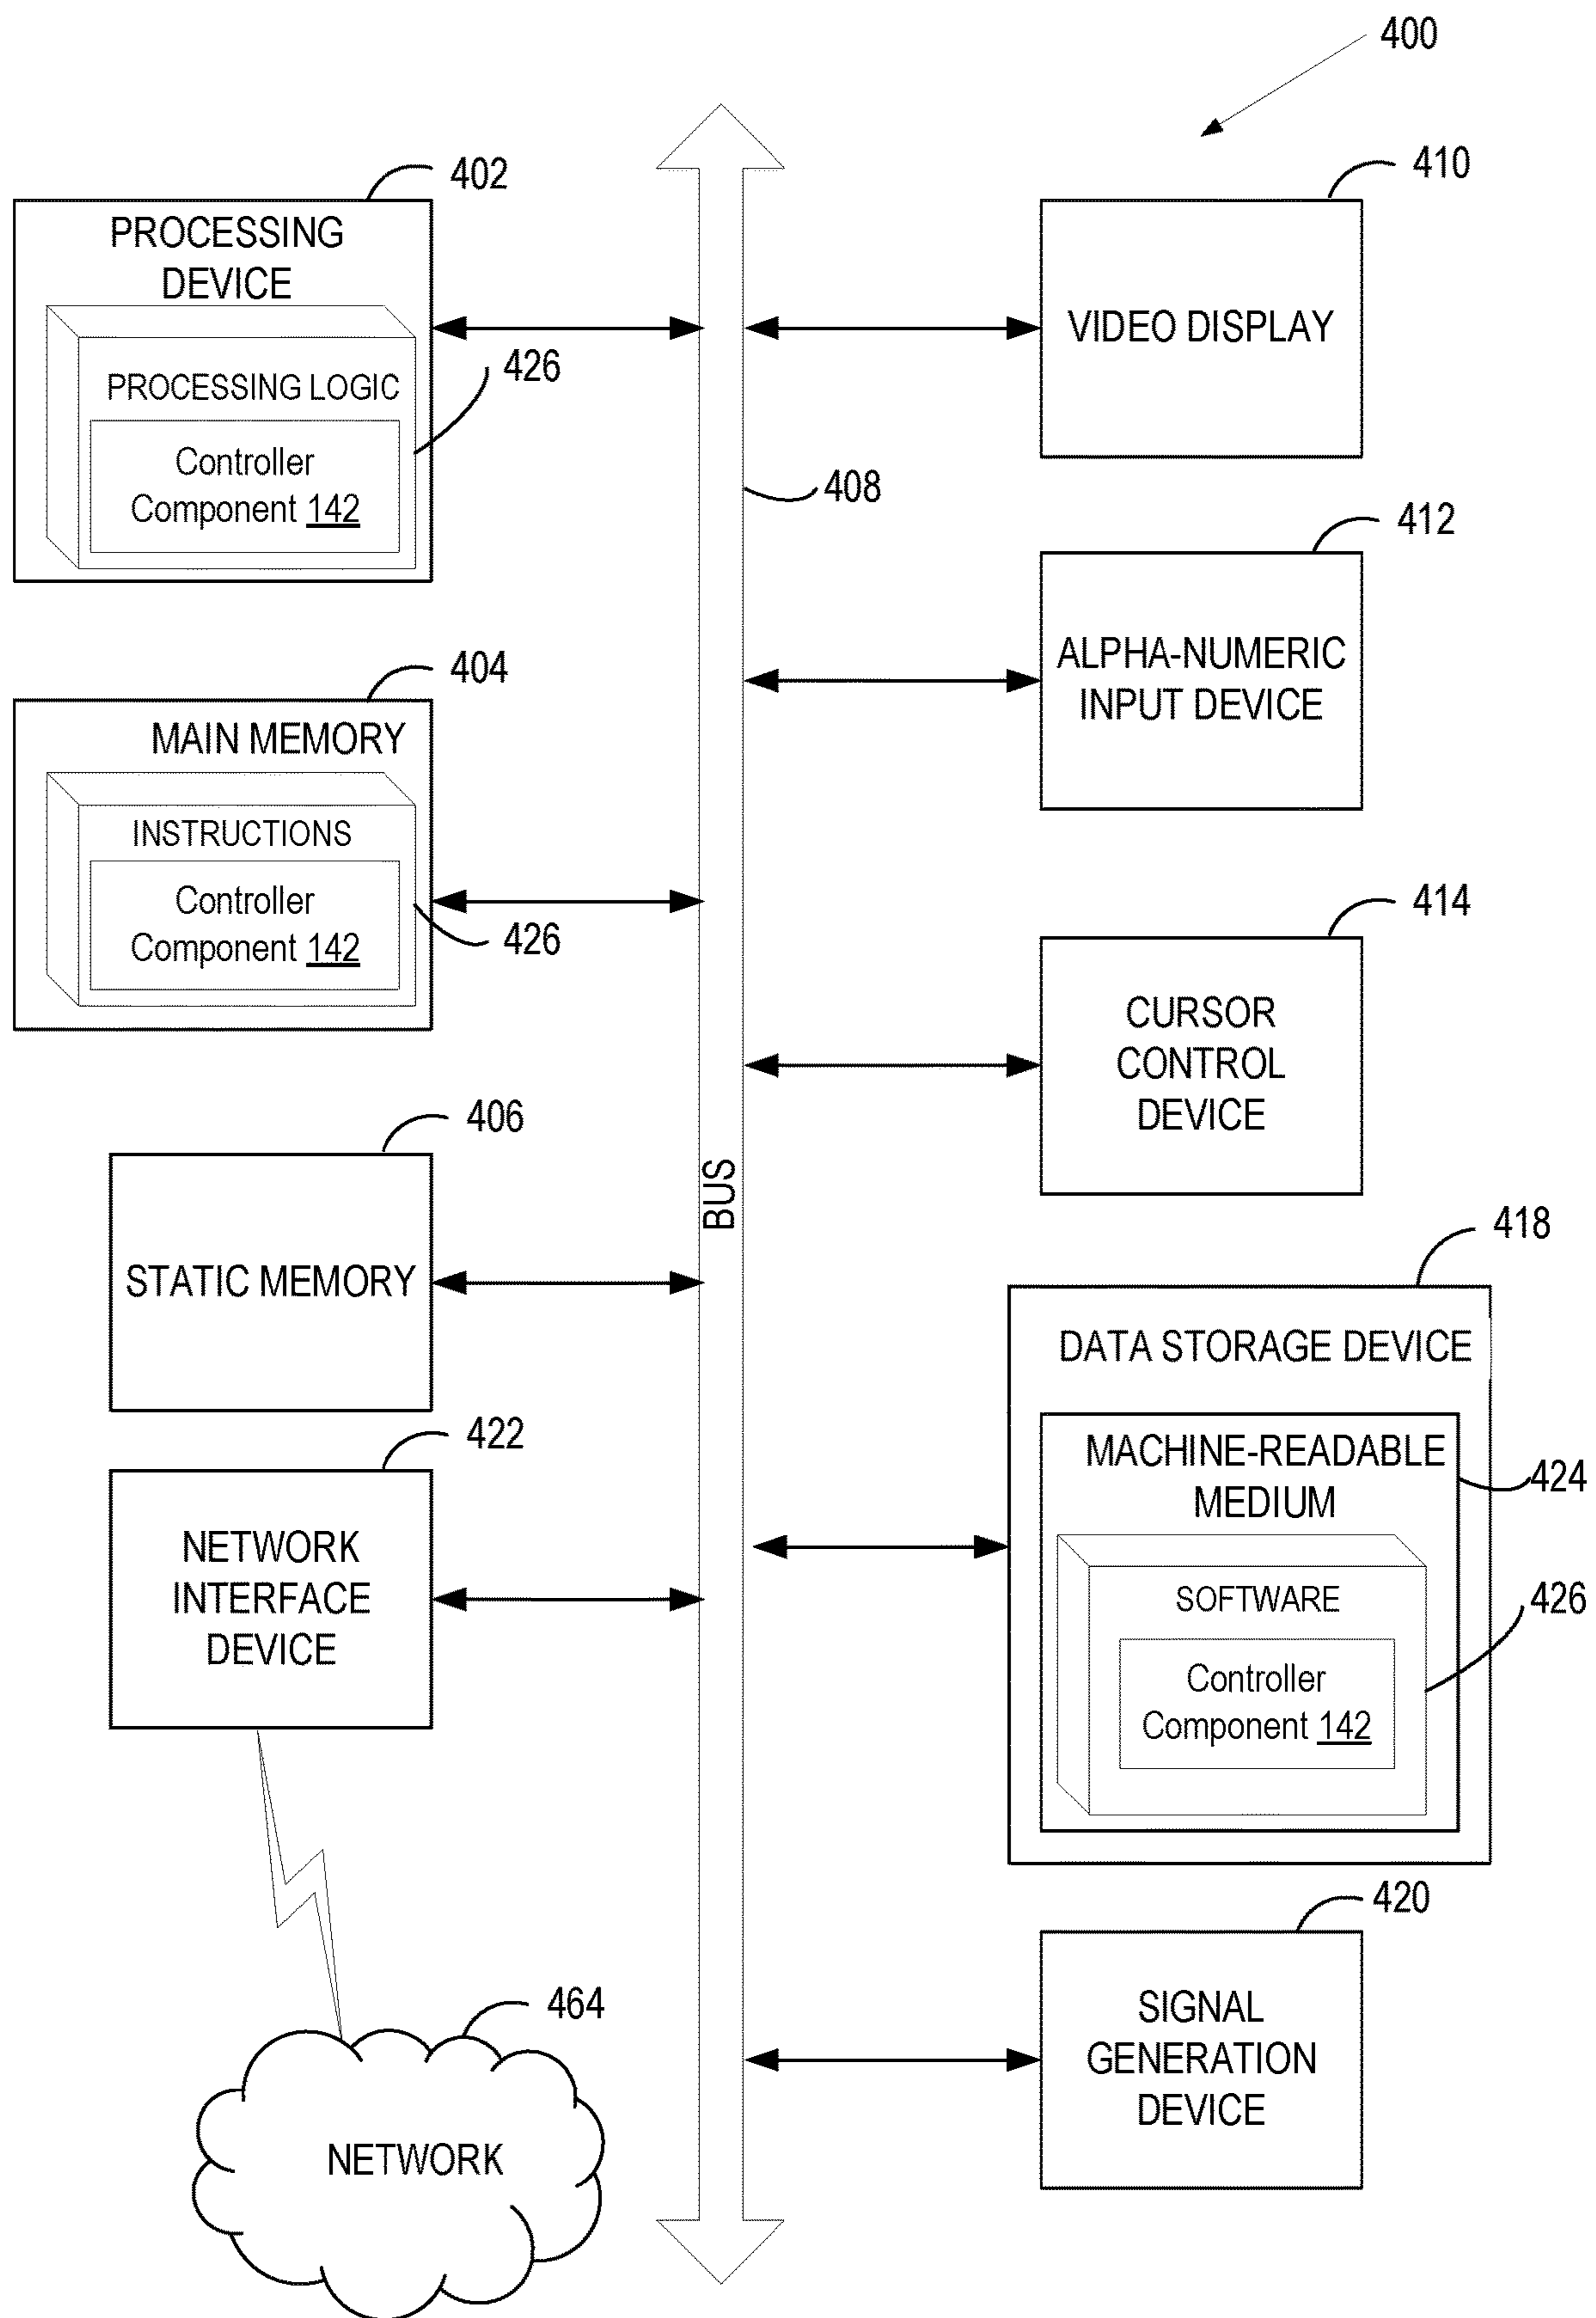 400
402
PROCESSING
DEVICE
PROCESSING LOGIC
426
Controller
Component 142
404
MAIN MEMORY
INSTRUCTIONS
Controller
Component 142
426
406
STATIC MEMORY
422
NETWORK
INTERFACE
DEVICE
464
NETWORK
408
BUS
410
VIDEO DISPLAY
412
ALPHA-NUMERIC
INPUT DEVICE
414
CURSOR
CONTROL
DEVICE
418
DATA STORAGE DEVICE
MACHINE-READABLE
MEDIUM
424
SOFTWARE
426
Controller
Component 142
420
SIGNAL
GENERATION
DEVICE